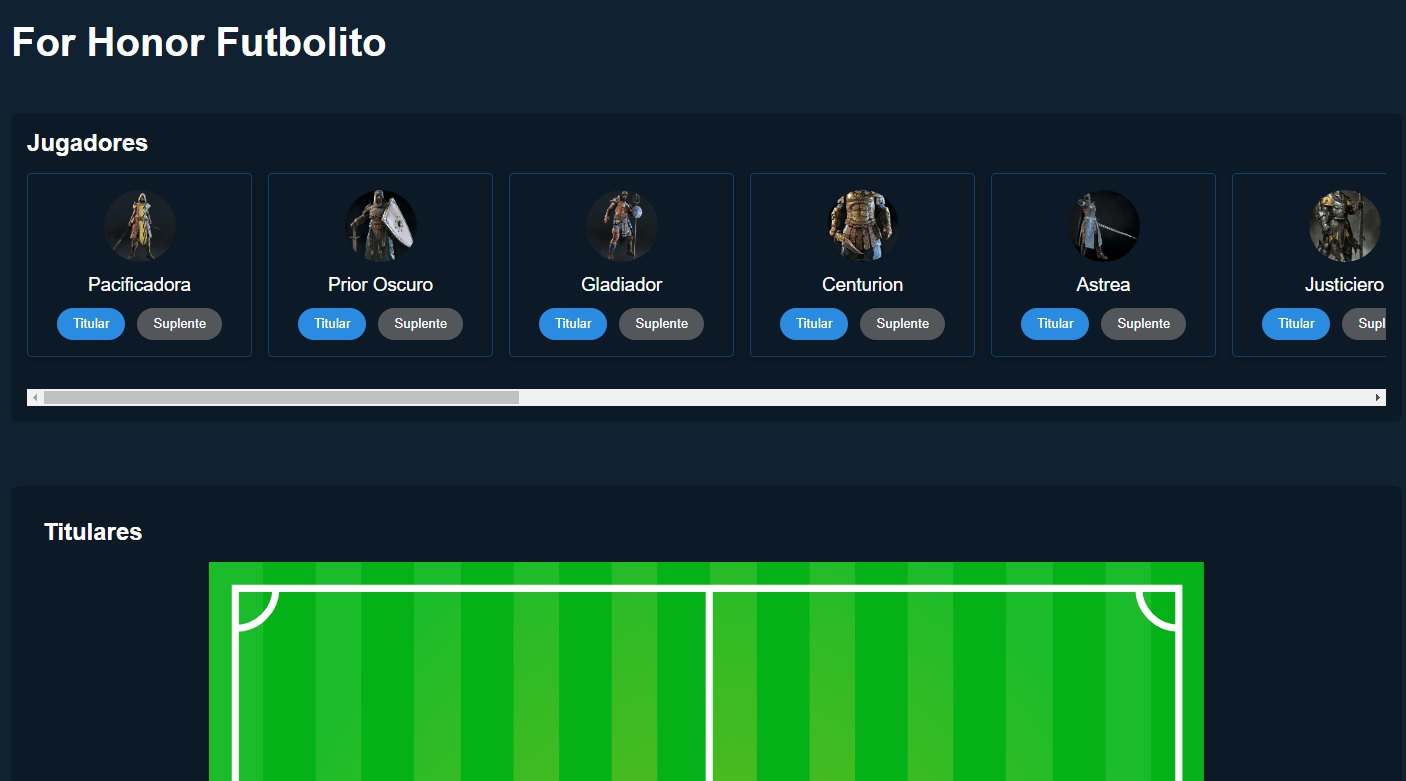 For Honor Futbolito
Jugadores
Pacificadora Prior Oscuro Gladiador Centurion Astrea Justiciero
Titular Suplente Titular Suplente Titular Suplente Titular Suplente Titular Suplente Titular Supl
Titulares